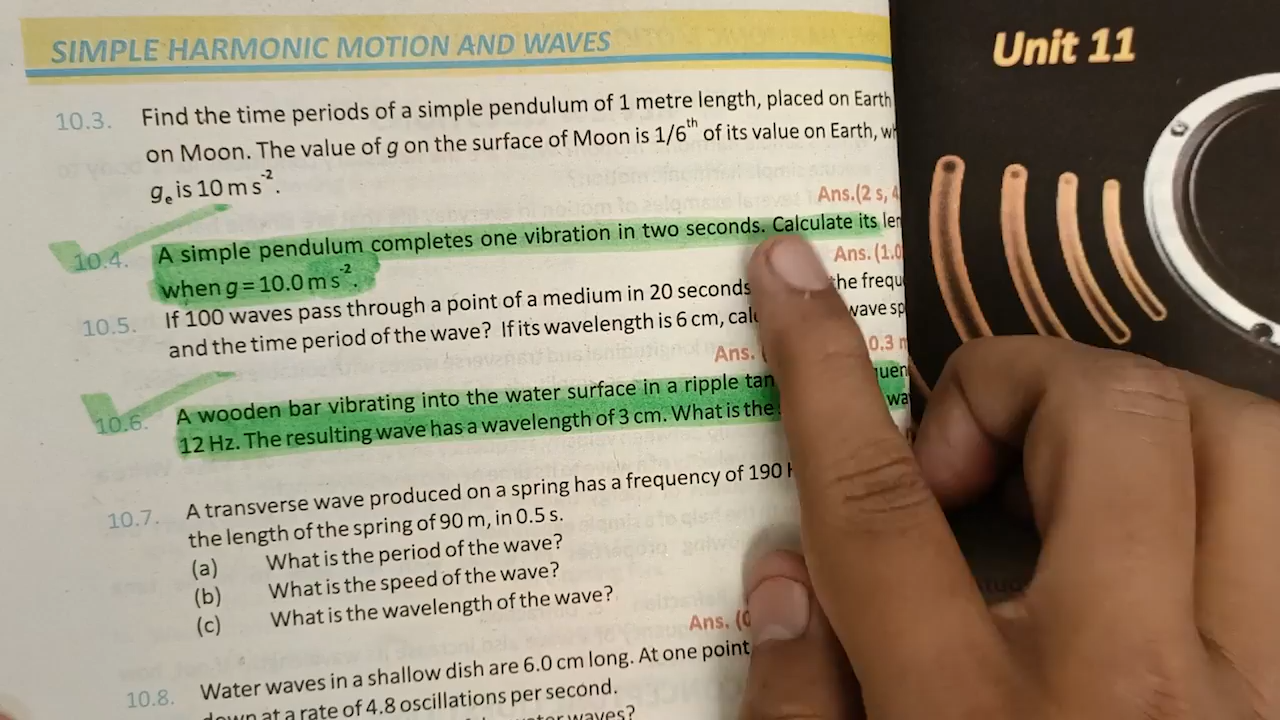 SIMPLE HARMONIC MOTION AND WAVES
Unit 11
10.3. Find the time periods of a simple pendulum of 1 metre length, placed on Earth
on Moon. The value of g on the surface of Moon is 1/6th of its value on Earth,
gₑ is 10 m s⁻².
Ans.(2 s, 4
10.4. A simple pendulum completes one vibration in two seconds. Calculate its
when g = 10.0 m s⁻².
Ans. (1.0
10.5. If 100 waves pass through a point of a medium in 20 seconds the
and the time period of the wave? If its wavelength is 6 cm, wave
Ans. 0.3
10.6. A wooden bar vibrating into the water surface in a ripple
12 Hz. The resulting wave has a wavelength of 3 cm. What is the
10.7. A transverse wave produced on a spring has a frequency of 190
the length of the spring of 90 m, in 0.5 s.
(a) What is the period of the wave?
(b) What is the speed of the wave?
(c) What is the wavelength of the wave?
Ans. (0
10.8. Water waves in a shallow dish are 6.0 cm long. At one point
down at a rate of 4.8 oscillations per second.
water waves?